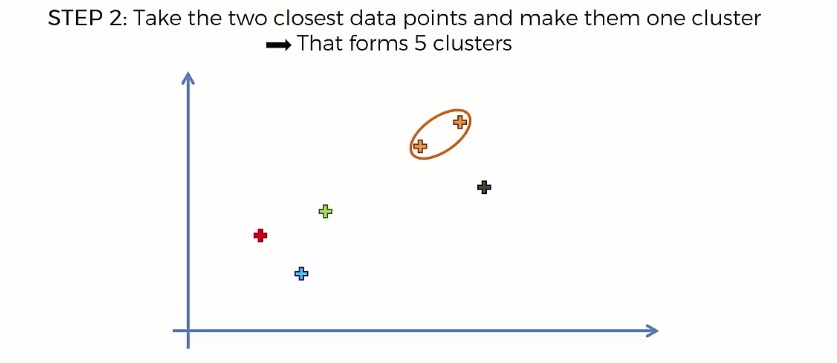 STEP 2: Take the two closest data points and make them one cluster
➡ That forms 5 clusters